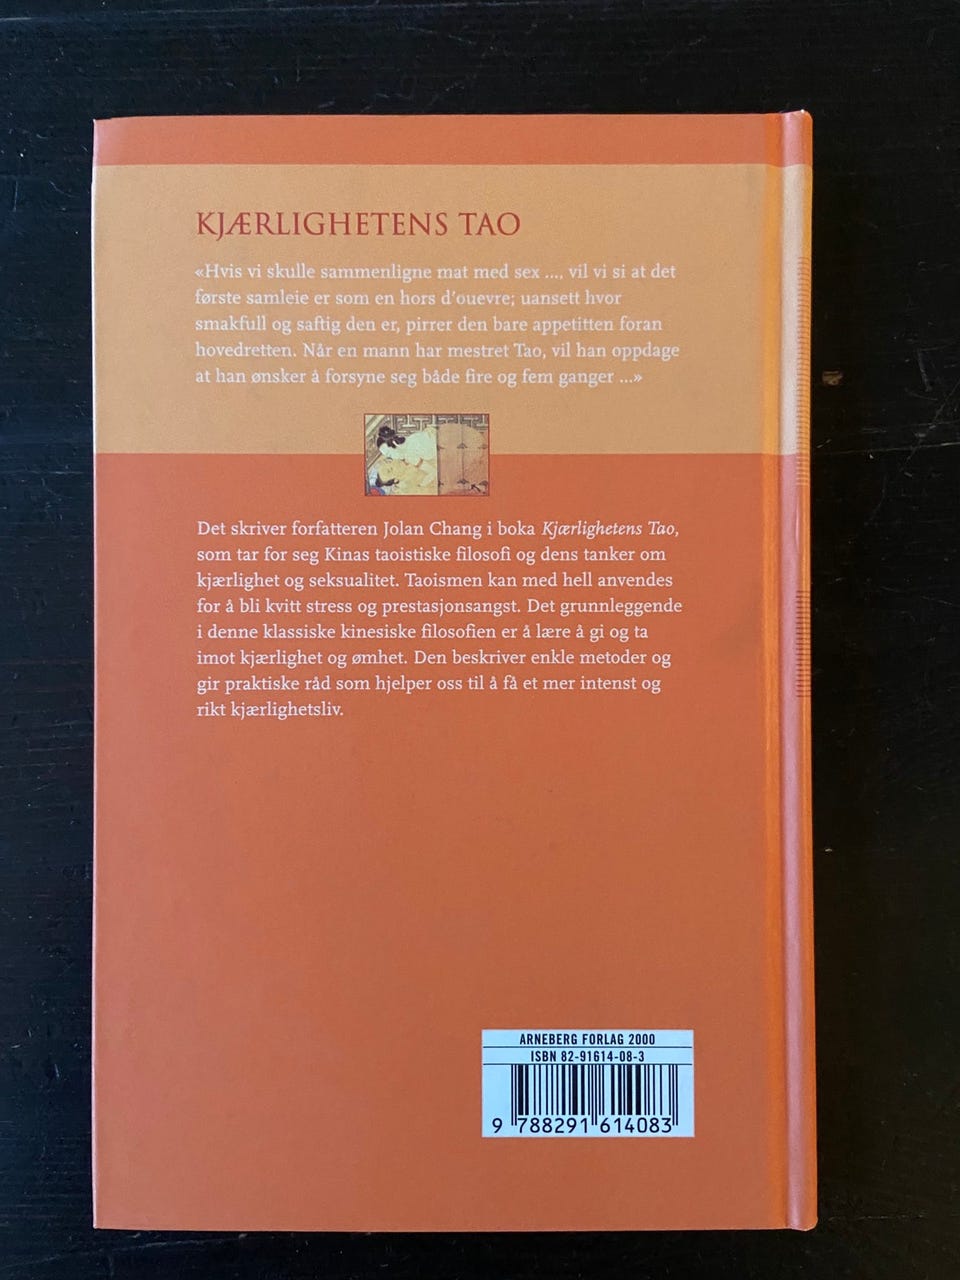 KJÆRLIGHETENS TAO
«Hvis vi skulle sammenligne mat med sex ..., vil vi si at det
første samleie er som en hors d'ouevre; uansett hvor
smakfull og saftig den er, pirrer den bare appetitten foran
hovedretten. Når en mann har mestret Tao, vil han oppdage
at han ønsker å forsyne seg både fire og fem ganger ...»
Det skriver forfatteren Jolan Chang i boka Kjærlighetens Tao,
som tar for seg Kinas taoistiske filosofi og dens tanker om
kjærlighet og seksualitet. Taoismen kan med hell anvendes
for å bli kvitt stress og prestasjonsangst. Det grunnleggende
i denne klassiske kinesiske filosofien er å lære å gi og ta
imot kjærlighet og ømhet. Den beskriver enkle metoder og
gir praktiske råd som hjelper oss til å få et mer intenst og
rikt kjærlighetsliv.
ARNEBERG FORLAG 2000
ISBN 82-91614-08-3
9 788291 614083